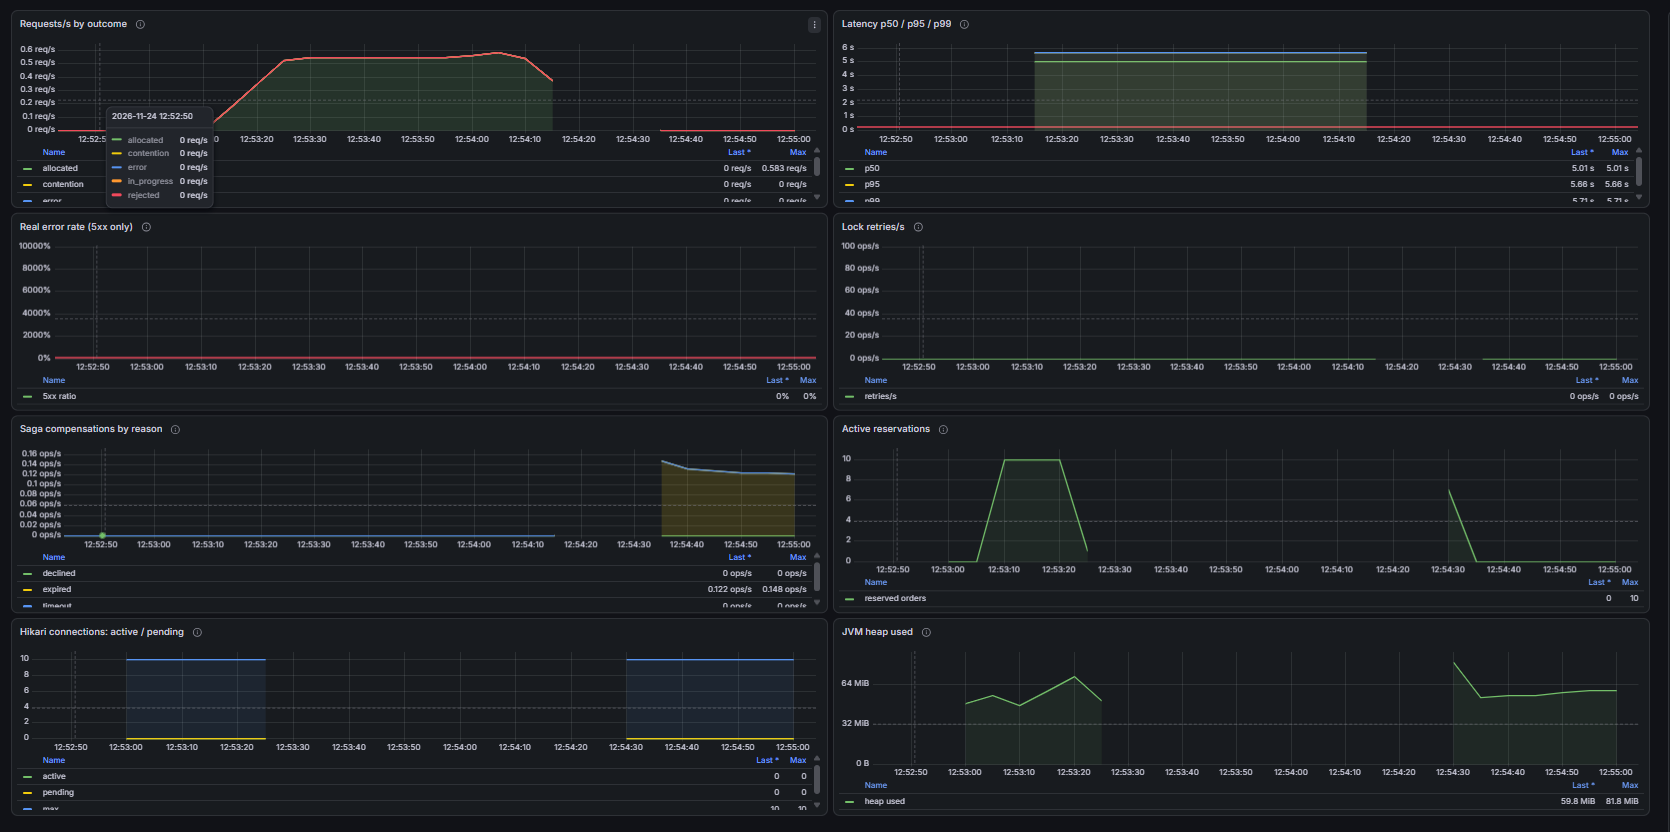 Requests/s by outcome
0.6 req/s
0.5 req/s
0.4 req/s
0.3 req/s
0.2 req/s
0.1 req/s
0 req/s
12:52:5 0 12:53:20 12:53:30 12:53:40 12:53:50 12:54:00 12:54:10 12:54:20 12:54:30 12:54:40 12:54:50 12:55:00
2026-11-24 12:52:50
allocated 0 req/s
contention 0 req/s
error 0 req/s
in_progress 0 req/s
rejected 0 req/s
Name Last * Max
allocated 0 req/s 0.583 req/s
contention 0 req/s 0 req/s
error 0 req/s 0 req/s
Latency p50 / p95 / p99
6 s
5 s
4 s
3 s
2 s
1 s
0 s
12:52:50 12:53:00 12:53:10 12:53:20 12:53:30 12:53:40 12:53:50 12:54:00 12:54:10 12:54:20 12:54:30 12:54:40 12:54:50 12:55:00
Name Last * Max
p50 5.01 s 5.01 s
p95 5.66 s 5.66 s
p99 5.71 s 5.71 s
Real error rate (5xx only)
10000%
8000%
6000%
4000%
2000%
0%
12:52:50 12:53:00 12:53:10 12:53:20 12:53:30 12:53:40 12:53:50 12:54:00 12:54:10 12:54:20 12:54:30 12:54:40 12:54:50 12:55:00
Name Last * Max
5xx ratio 0% 0%
Lock retries/s
100 ops/s
80 ops/s
60 ops/s
40 ops/s
20 ops/s
0 ops/s
12:52:50 12:53:00 12:53:10 12:53:20 12:53:30 12:53:40 12:53:50 12:54:00 12:54:10 12:54:20 12:54:30 12:54:40 12:54:50 12:55:00
Name Last * Max
retries/s 0 ops/s 0 ops/s
Saga compensations by reason
0.16 ops/s
0.14 ops/s
0.12 ops/s
0.1 ops/s
0.08 ops/s
0.06 ops/s
0.04 ops/s
0.02 ops/s
0 ops/s
12:52:50 12:53:00 12:53:10 12:53:20 12:53:30 12:53:40 12:53:50 12:54:00 12:54:10 12:54:20 12:54:30 12:54:40 12:54:50 12:55:00
Name Last * Max
declined 0 ops/s 0 ops/s
expired 0.122 ops/s 0.148 ops/s
timeout 0 ops/s 0 ops/s
Active reservations
10
8
6
4
2
0
12:52:50 12:53:00 12:53:10 12:53:20 12:53:30 12:53:40 12:53:50 12:54:00 12:54:10 12:54:20 12:54:30 12:54:40 12:54:50 12:55:00
Name Last * Max
reserved orders 0 10
Hikari connections: active / pending
10
8
6
4
2
0
12:52:50 12:53:00 12:53:10 12:53:20 12:53:30 12:53:40 12:53:50 12:54:00 12:54:10 12:54:20 12:54:30 12:54:40 12:54:50 12:55:00
Name Last * Max
active 0 0
pending 0 0
max 10 10
JVM heap used
64 MiB
32 MiB
0 B
12:52:50 12:53:00 12:53:10 12:53:20 12:53:30 12:53:40 12:53:50 12:54:00 12:54:10 12:54:20 12:54:30 12:54:40 12:54:50 12:55:00
Name Last * Max
heap used 59.8 MiB 81.8 MiB